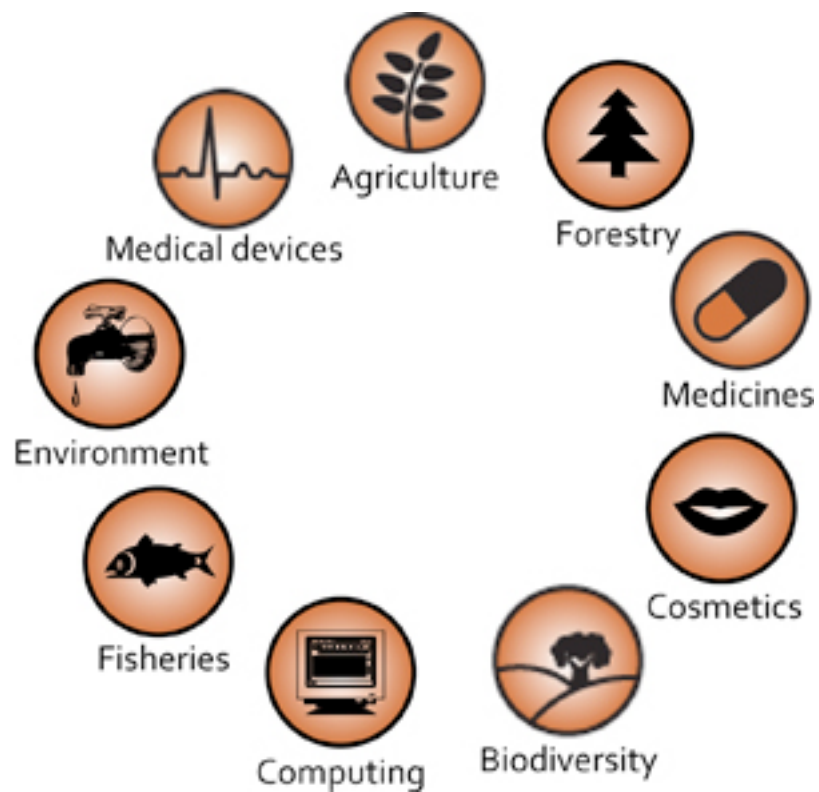 Agriculture
Forestry
Medicines
Cosmetics
Biodiversity
Computing
Fisheries
Environment
Medical devices